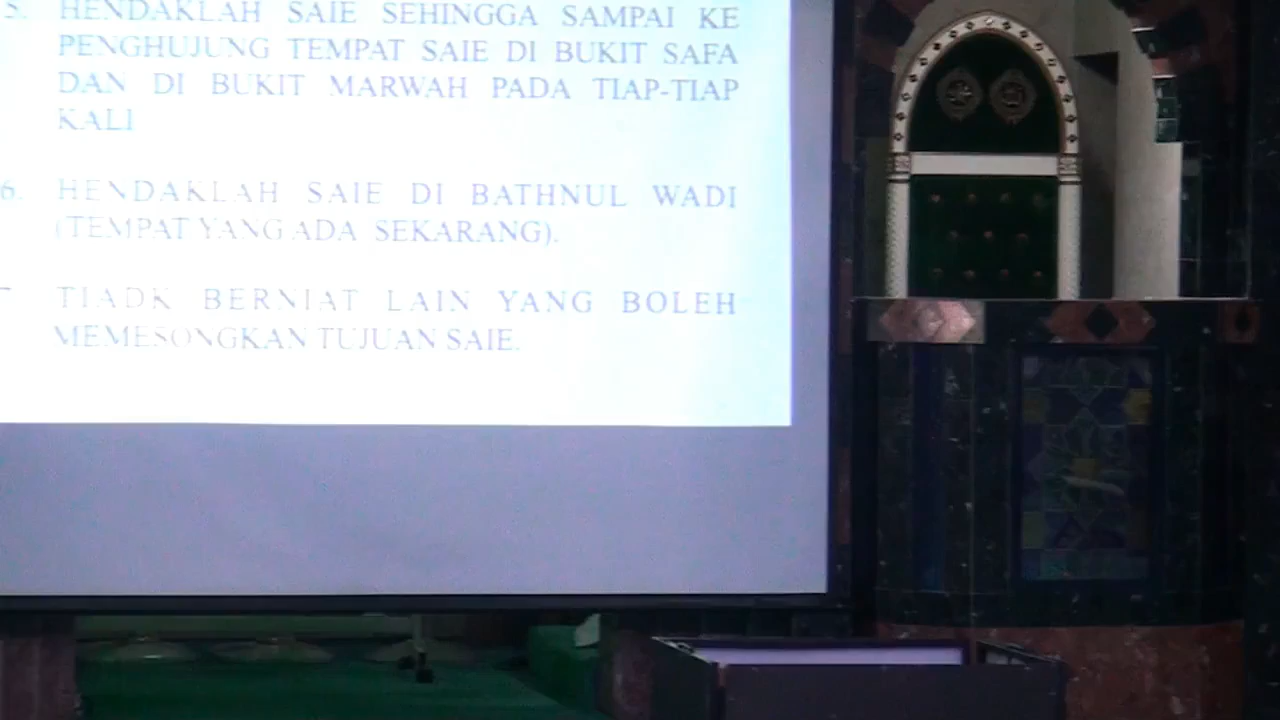 5. HENDAKLAH SAIE SEHINGGA SAMPAI KE
PENGHUJUNG TEMPAT SAIE DI BUKIT SAFA
DAN DI BUKIT MARWAH PADA TIAP-TIAP
KALI
6. HENDAKLAH SAIE DI BATHNUL WADI
(TEMPAT YANG ADA SEKARANG).
TIADK BERNIAT LAIN YANG BOLEH
MEMESONGKAN TUJUAN SAIE.